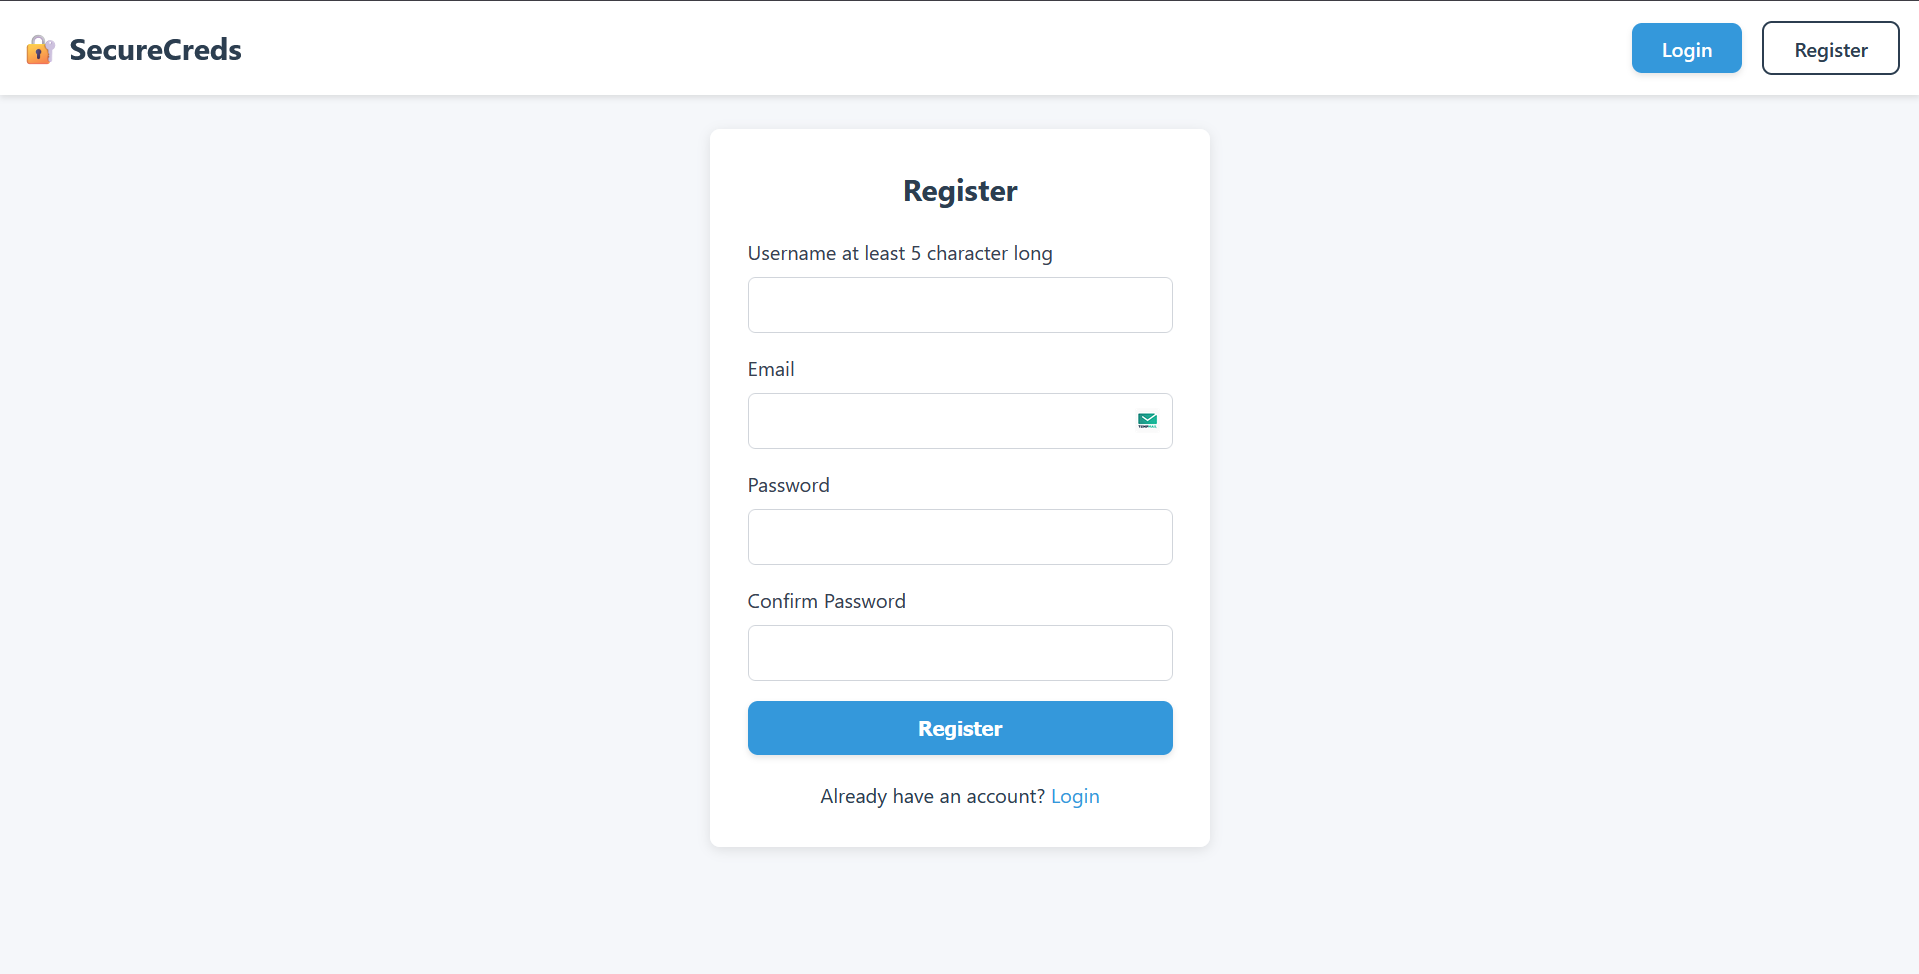 SecureCreds
Login
Register
Register
Username at least 5 character long
Email
Password
Confirm Password
Register
Already have an account? Login